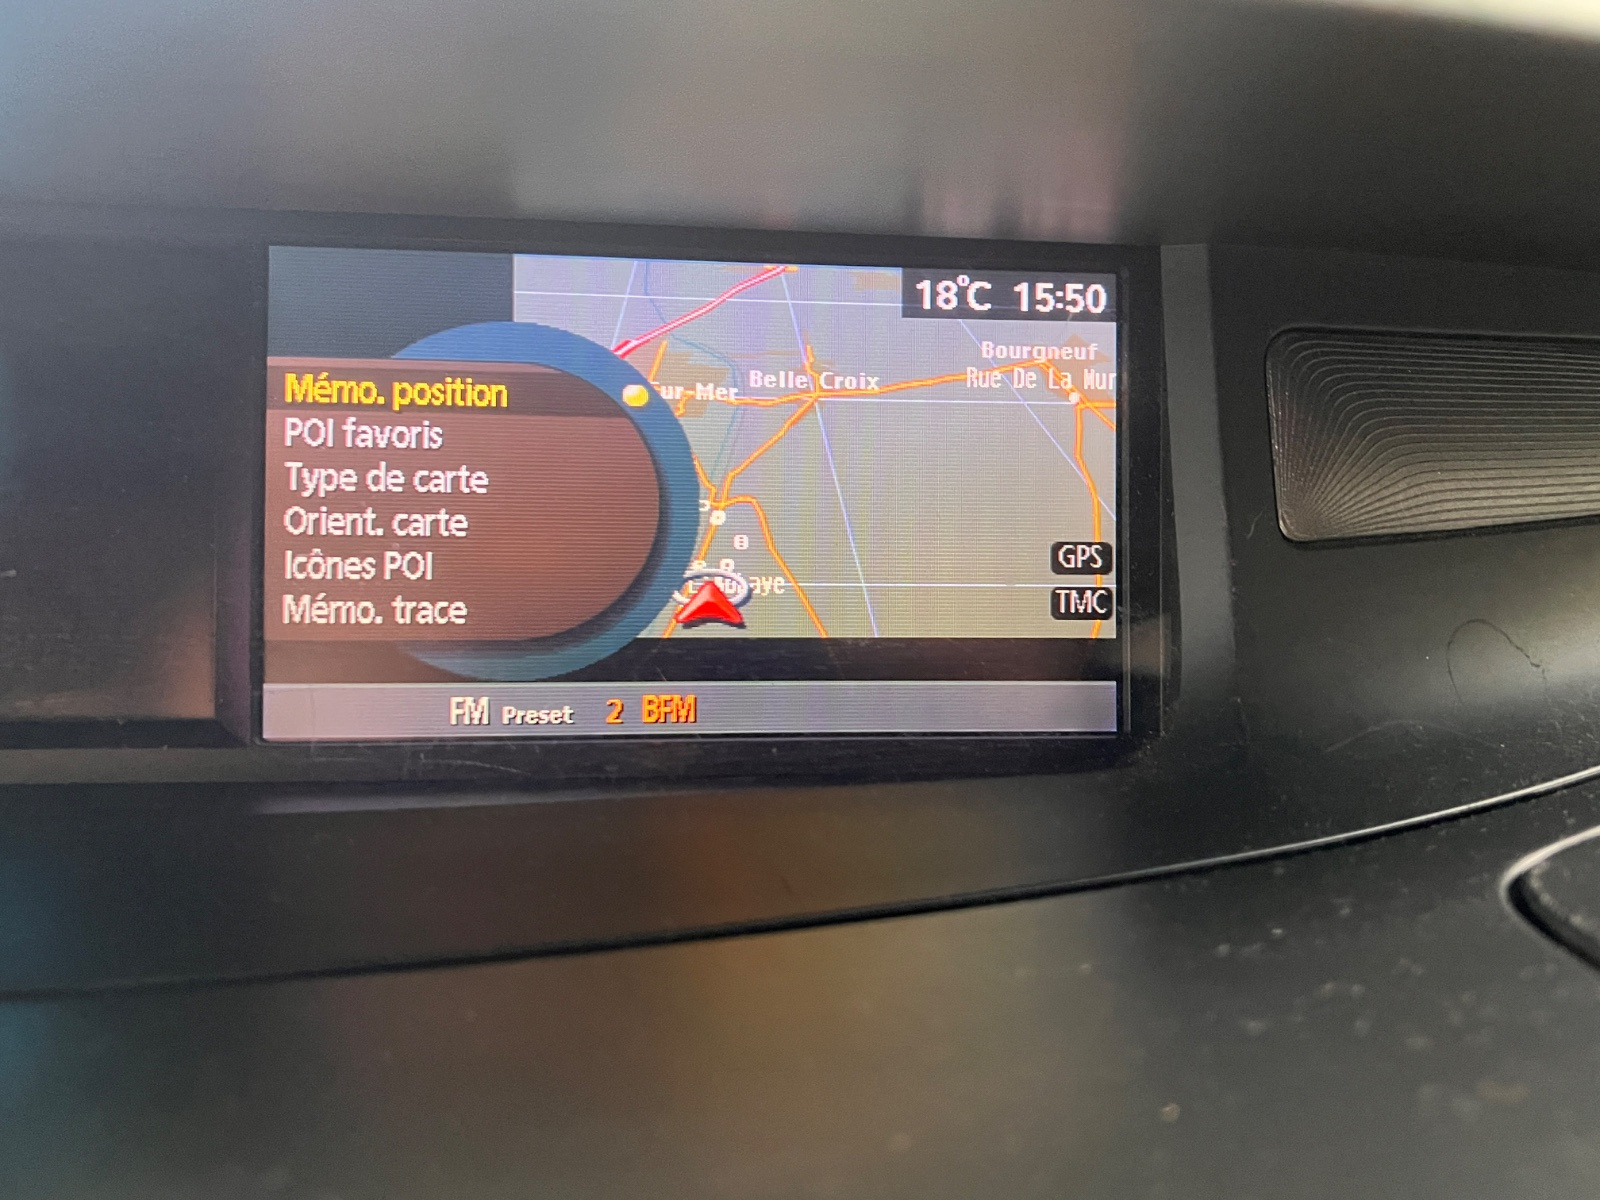 18°C 15:50
Bourgneuf
Rue De La Mur
Belle Croix
ur-Mer
Mémo. position
POI favoris
Type de carte
Orient. carte
Icônes POI
Mémo. trace
GPS
TMC
FM Preset 2 BFM